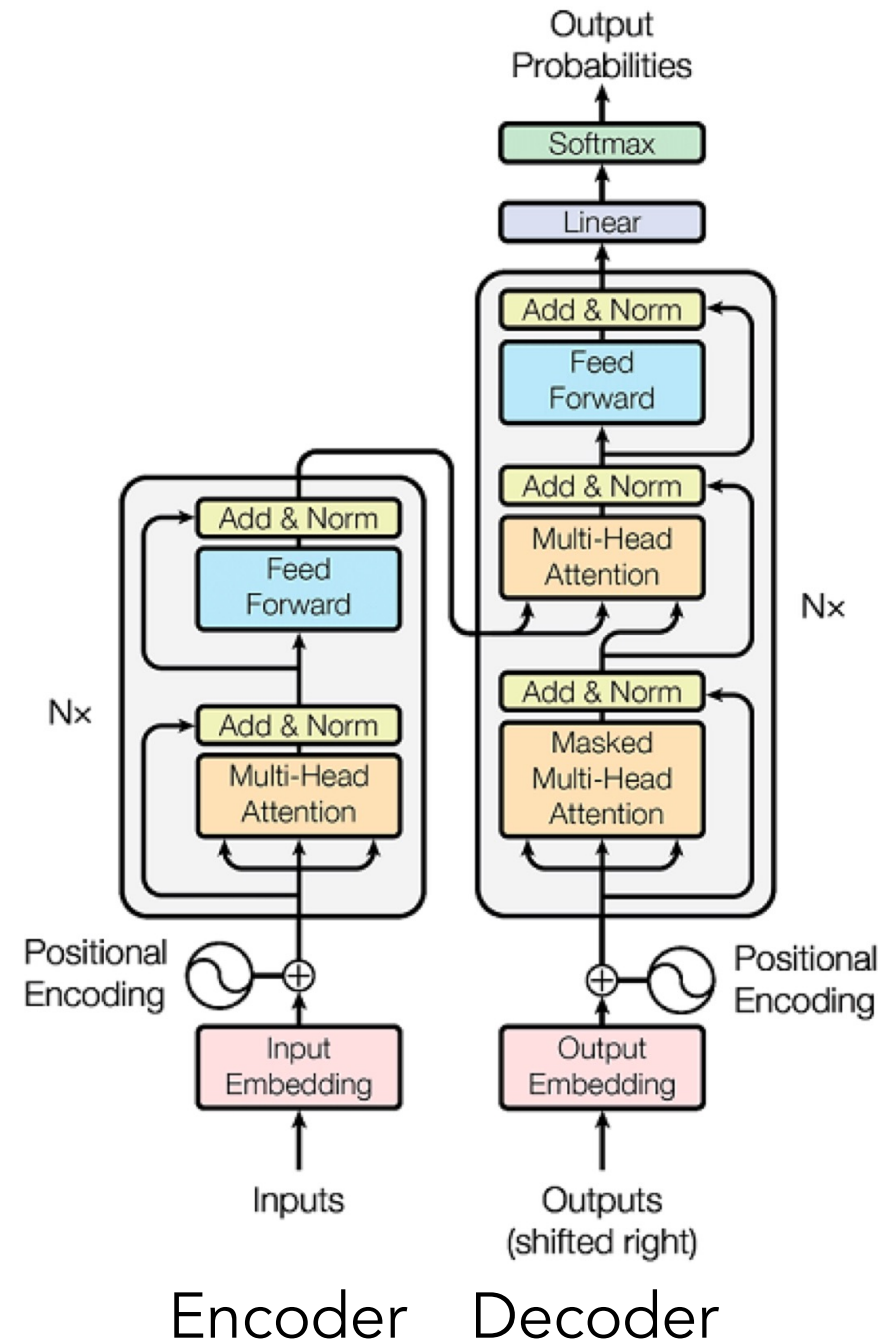 Output
Probabilities
Softmax
Linear
Add & Norm
Feed
Forward
Add & Norm
Multi-Head
Attention
Nx
Add & Norm
Masked
Multi-Head
Attention
Add & Norm
Feed
Forward
Nx
Add & Norm
Multi-Head
Attention
Positional
Encoding
Positional
Encoding
Input
Embedding
Output
Embedding
Inputs
Outputs
(shifted right)
Encoder
Decoder